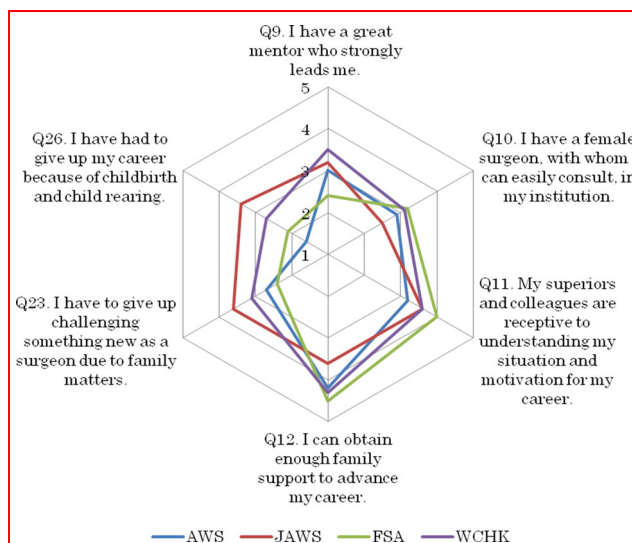 Q9. I have a great
mentor who strongly
leads me.
5
4
3
2
1
Q10. I have a female
surgeon, with whom I
can easily consult, in
my institution.
Q11. My superiors
and colleagues are
receptive to
understanding my
situation and
motivation for my
career.
Q12. I can obtain
enough family
support to advance
my career.
Q23. I have to give up
challenging
something new as a
surgeon due to family
matters.
Q26. I have had to
give up my career
because of childbirth
and child rearing.
AWS JAWS FSA WCHK